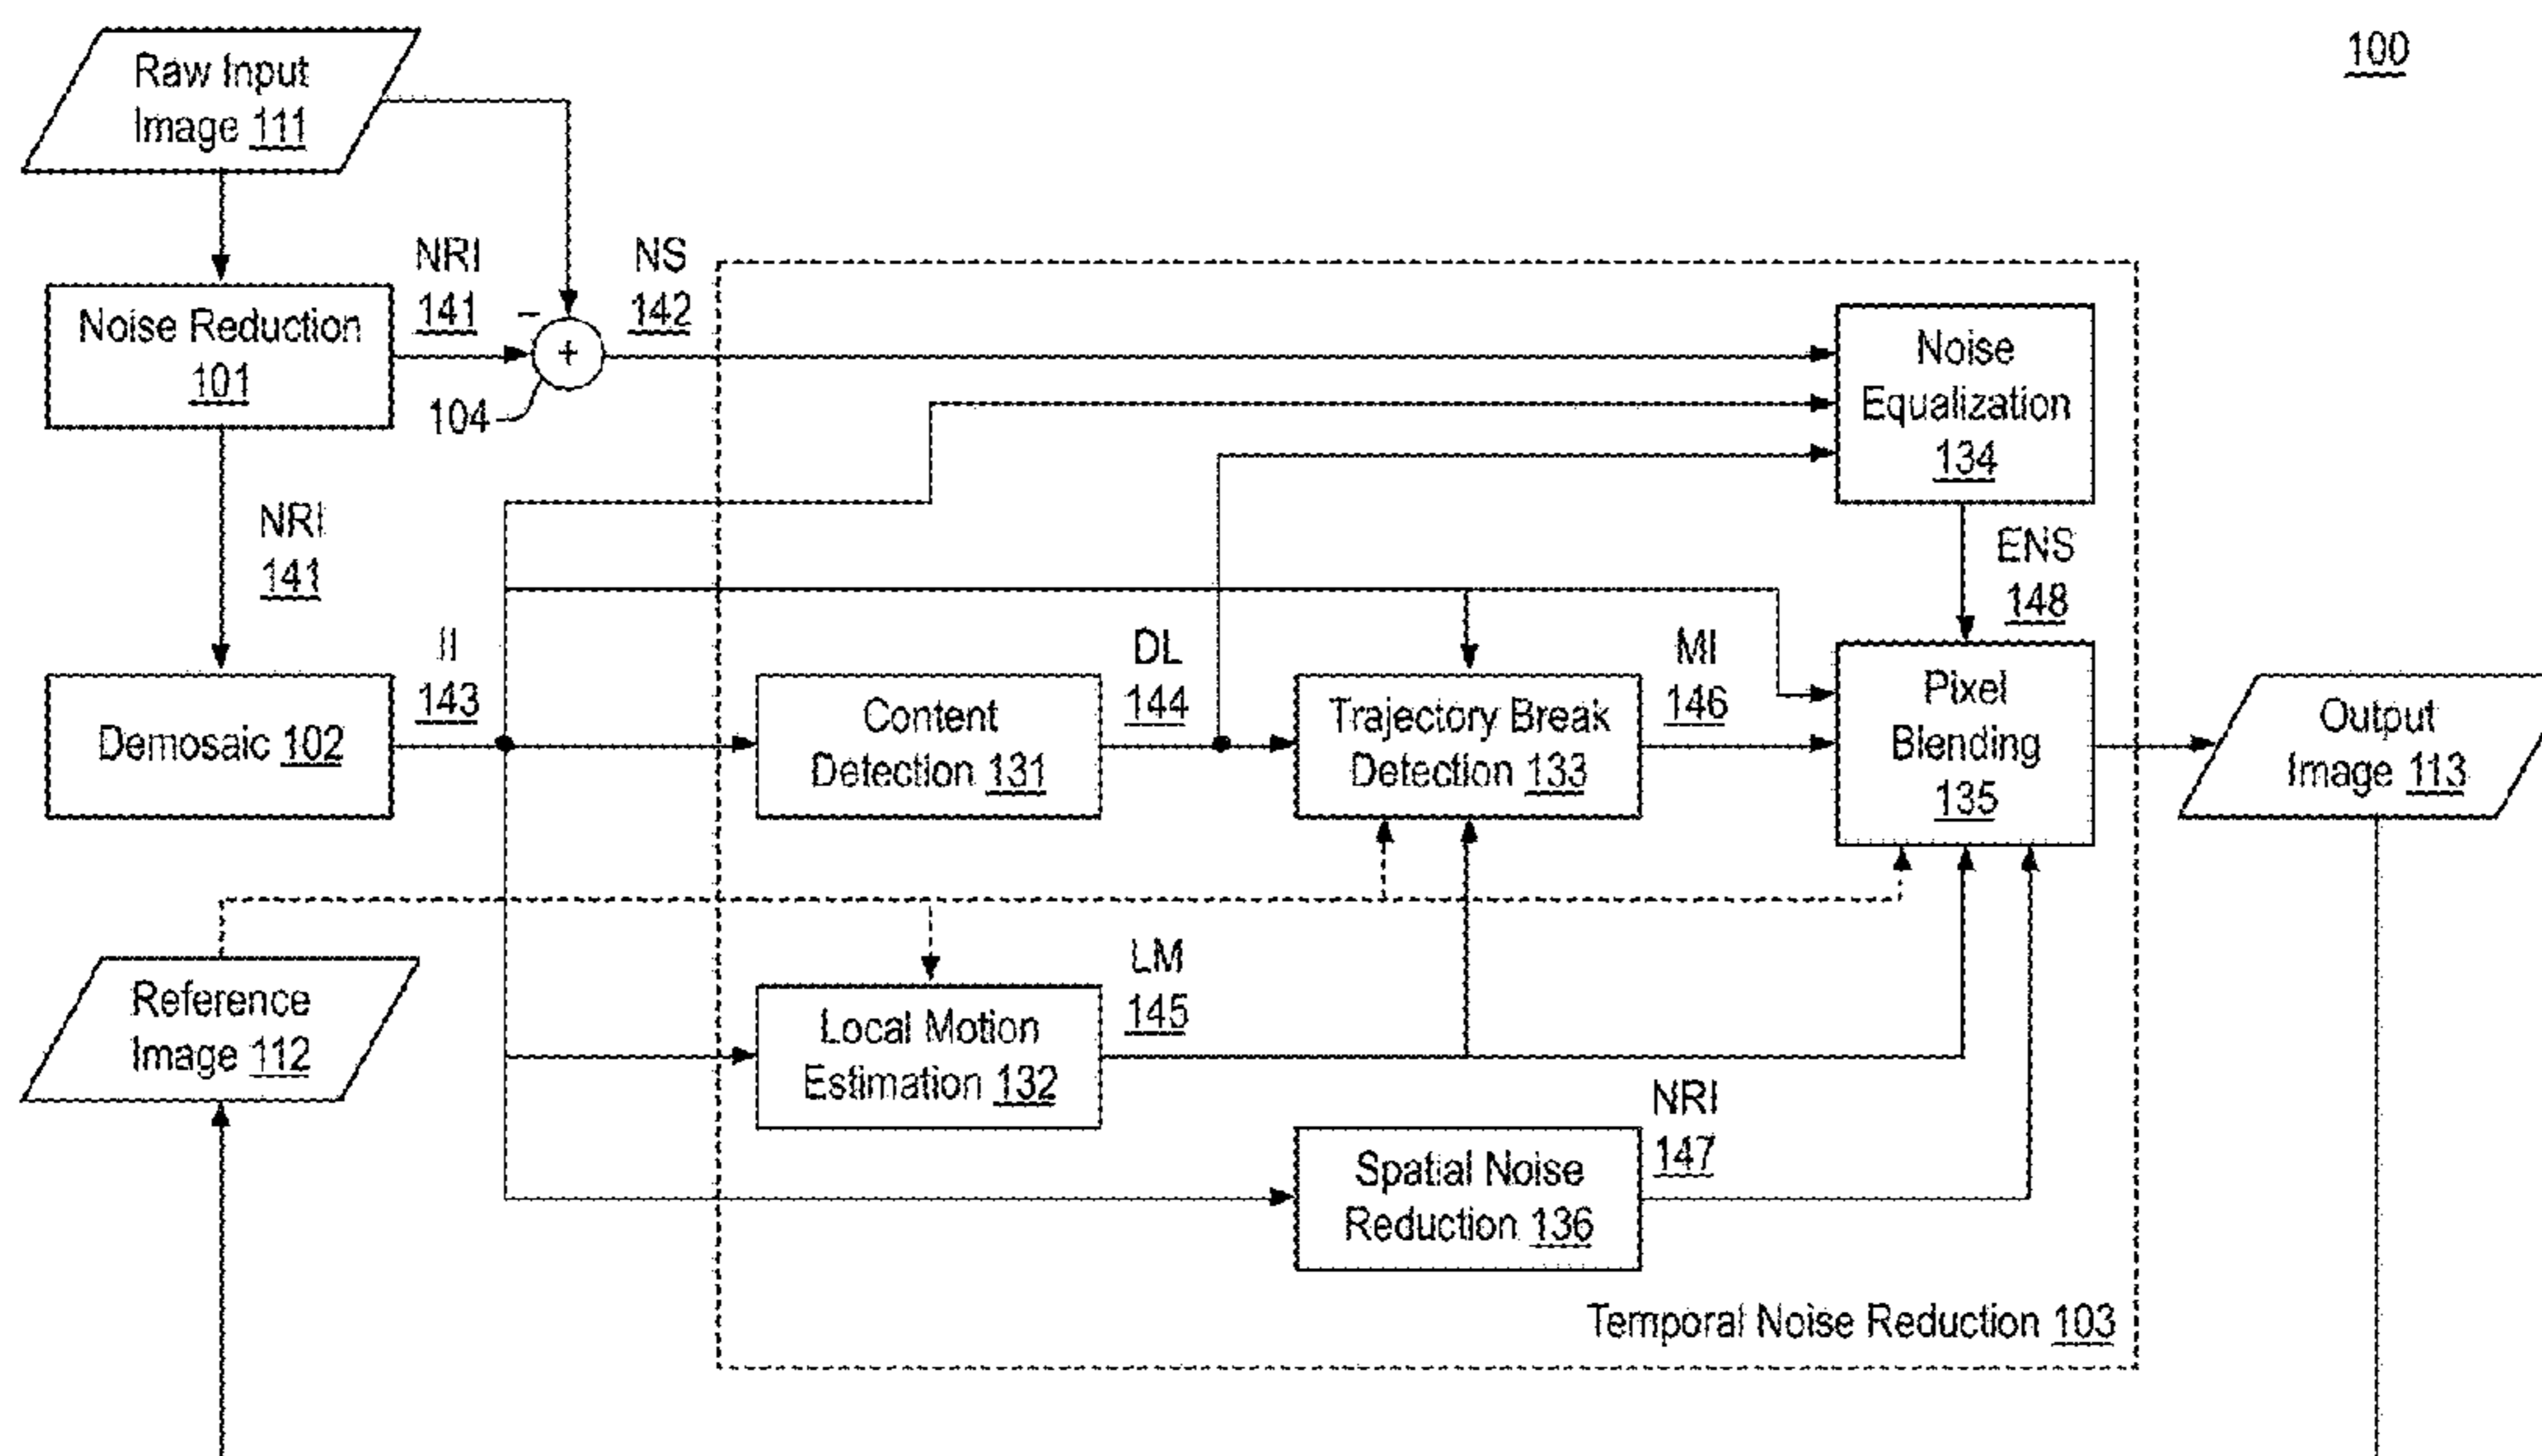 100
Raw Input
Image 111
NRI
141
NS
142
Noise Reduction
101
−
+
104
Noise
Equalization
134
NRI
141
ENS
148
II
143
DL
144
MI
146
Demosaic 102
Content
Detection 131
Trajectory Break
Detection 133
Pixel
Blending
135
Output
Image 113
Reference
Image 112
LM
145
Local Motion
Estimation 132
NRI
147
Spatial Noise
Reduction 136
Temporal Noise Reduction 103